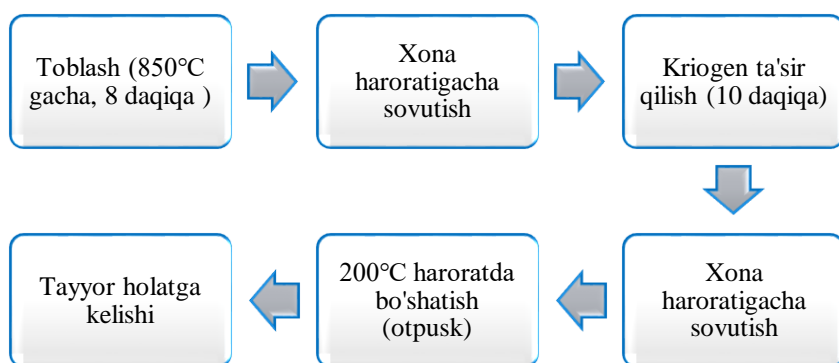 Toblash (850°C
gacha, 8 daqiqa )
Xona
haroratigacha
sovutish
Kriogen ta'sir
qilish (10 daqiqa)
Xona
haroratigacha
sovutish
200°C haroratda
bo'shatish
(otpusk)
Tayyor holatga
kelishi